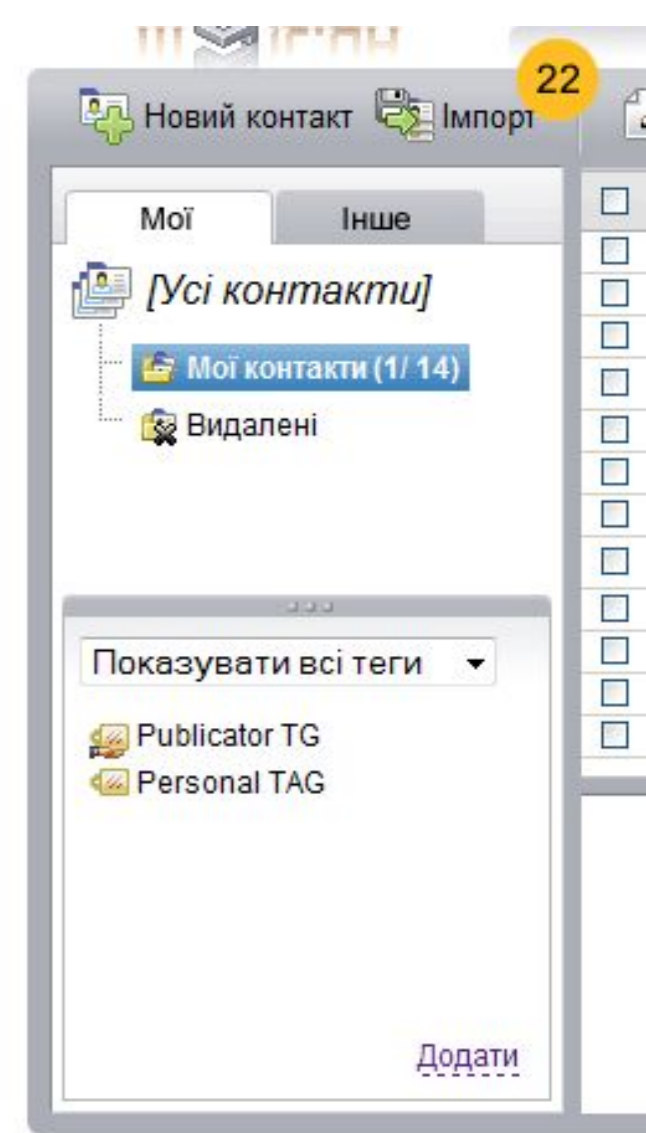 22
Новий контакт Імпорт
Мої Інше
[Усі контакти]
Мої контакти (1/ 14)
Видалені
Показувати всі теги
Publicator TG
Personal TAG
Додати